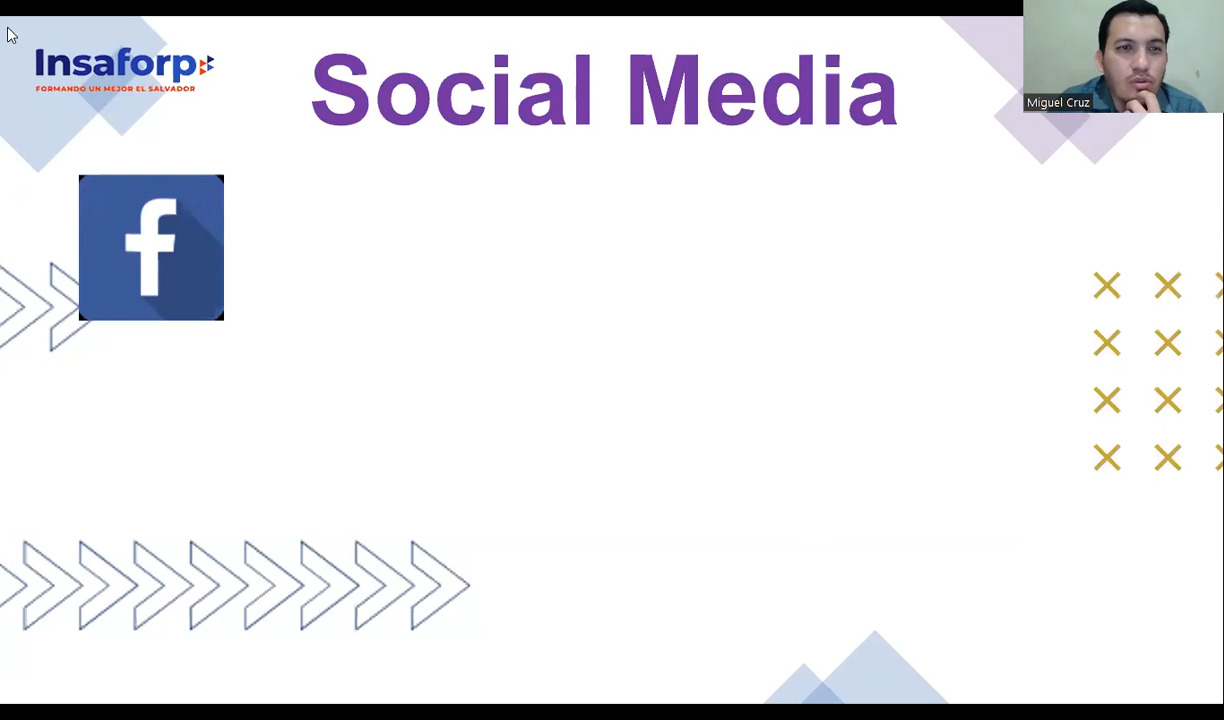 Insaforp
FORMANDO UN MEJOR EL SALVADOR
Social Media
Miguel Cruz
f